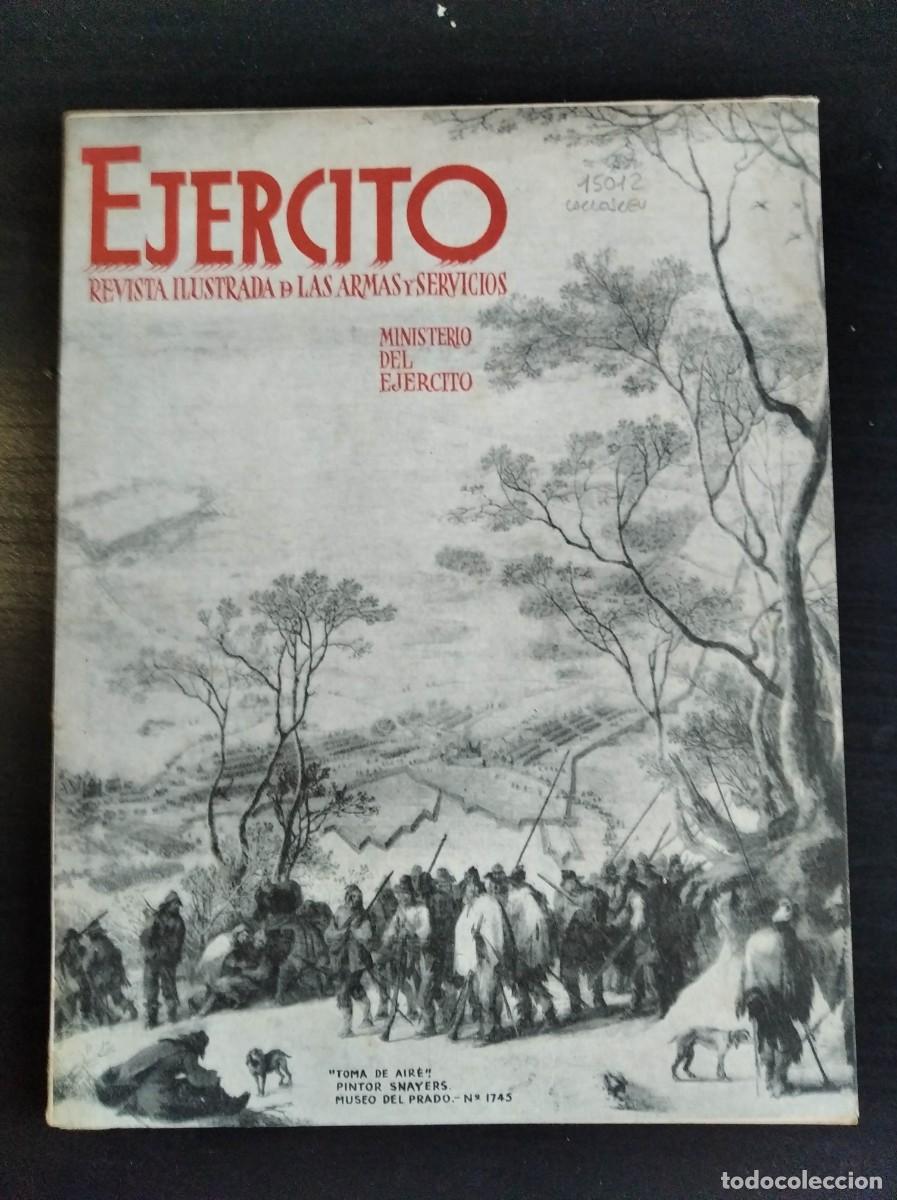 EJERCITO
REVISTA ILUSTRADA D LAS ARMAS Y SERVICIOS
MINISTERIO
DEL
EJERCITO
15012
"TOMA DE AIRE".
PINTOR SNAYERS.
MUSEO DEL PRADO.-Nº 1745
todocoleccion